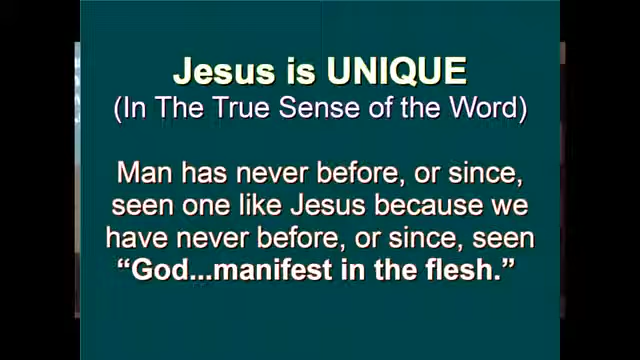 Jesus is UNIQUE
(In The True Sense of the Word)
Man has never before, or since,
seen one like Jesus because we
have never before, or since, seen
“God...manifest in the flesh.”